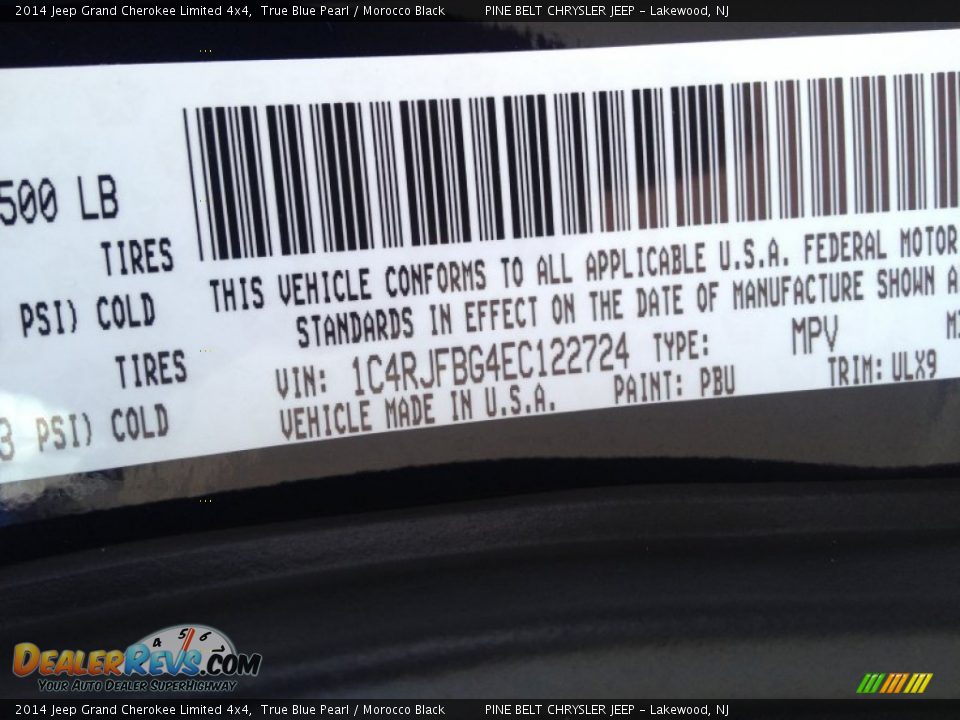 2014 Jeep Grand Cherokee Limited 4x4,  True Blue Pearl / Morocco Black    PINE BELT CHRYSLER JEEP - Lakewood, NJ
500 LB
TIRES
PSI) COLD
TIRES
3 PSI) COLD
THIS VEHICLE CONFORMS TO ALL APPLICABLE U.S.A. FEDERAL MOTOR
STANDARDS IN EFFECT ON THE DATE OF MANUFACTURE SHOWN A
VIN: 1C4RJFBG4EC122724 TYPE: MPV
VEHICLE MADE IN U.S.A. PAINT: PBU TRIM: ULX9
4 5 6
DEALERREVS.COM
YOUR AUTO DEALER SUPERHIGHWAY
2014 Jeep Grand Cherokee Limited 4x4,  True Blue Pearl / Morocco Black    PINE BELT CHRYSLER JEEP - Lakewood, NJ